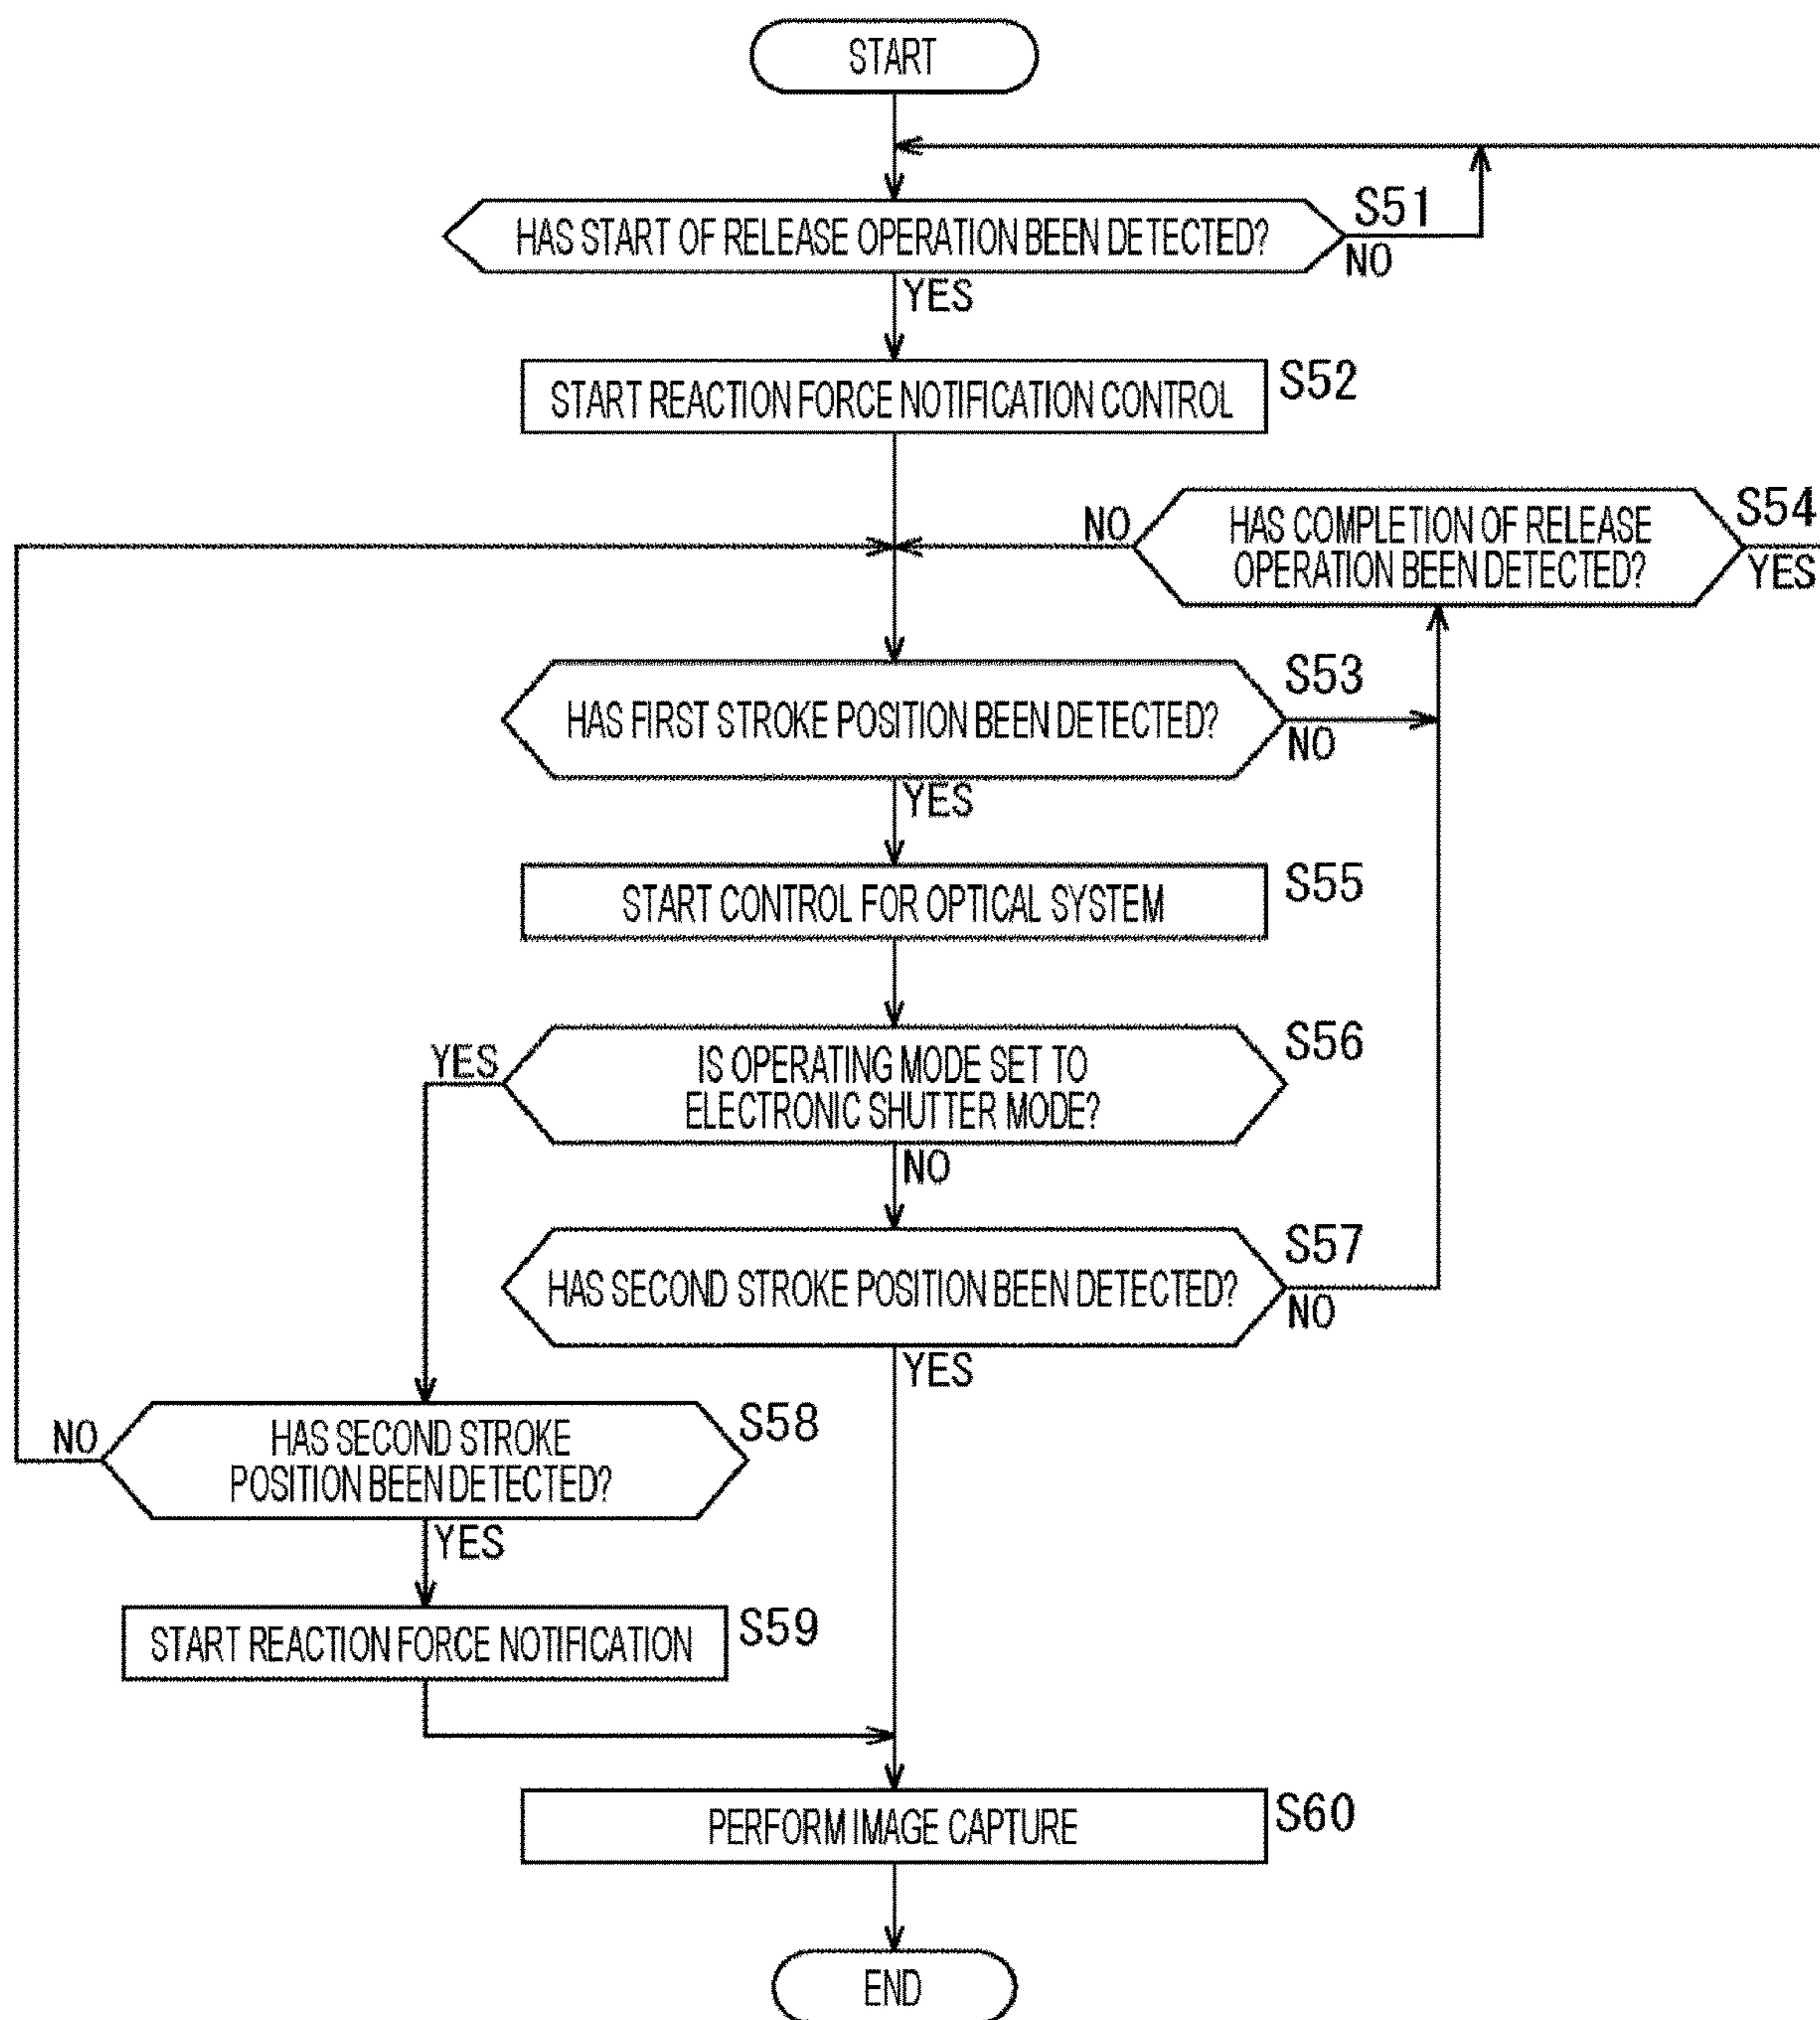 START
HAS START OF RELEASE OPERATION BEEN DETECTED?
S51
NO
YES
START REACTION FORCE NOTIFICATION CONTROL
S52
NO
HAS COMPLETION OF RELEASE
OPERATION BEEN DETECTED?
S54
YES
HAS FIRST STROKE POSITION BEEN DETECTED?
S53
NO
YES
START CONTROL FOR OPTICAL SYSTEM
S55
YES
IS OPERATING MODE SET TO
ELECTRONIC SHUTTER MODE?
S56
NO
HAS SECOND STROKE POSITION BEEN DETECTED?
S57
NO
YES
NO
HAS SECOND STROKE
POSITION BEEN DETECTED?
S58
YES
START REACTION FORCE NOTIFICATION
S59
PERFORM IMAGE CAPTURE
S60
END